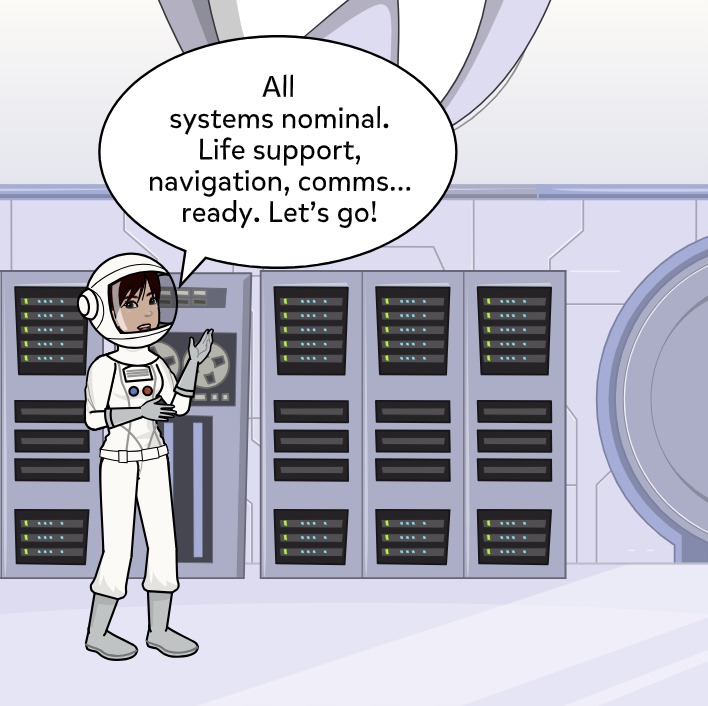 All
systems nominal.
Life support,
navigation, comms...
ready. Let's go!